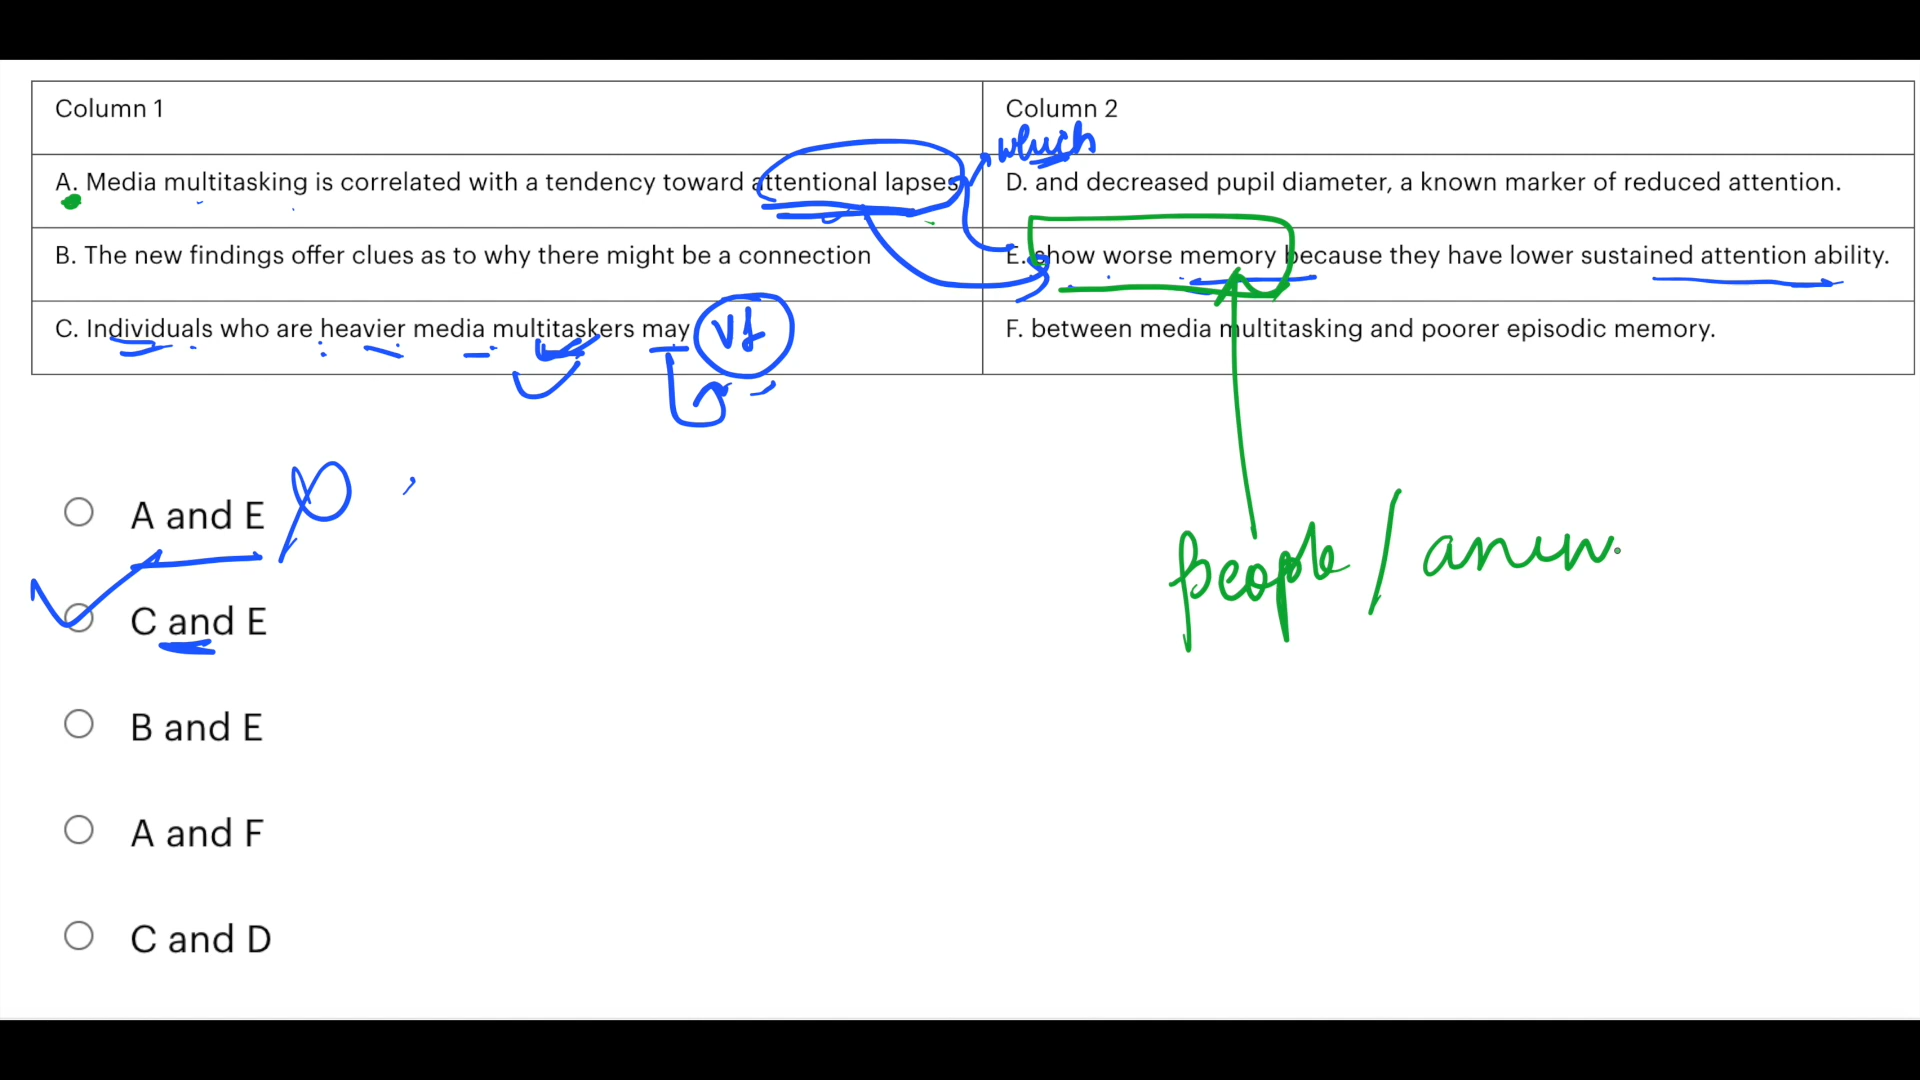 Column 1
Column 2
which
A. Media multitasking is correlated with a tendency toward attentional lapses
D. and decreased pupil diameter, a known marker of reduced attention.
B. The new findings offer clues as to why there might be a connection
E. show worse memory because they have lower sustained attention ability.
C. Individuals who are heavier media multitaskers may
V1
F. between media multitasking and poorer episodic memory.
A and E
people / anim
C and E
B and E
A and F
C and D